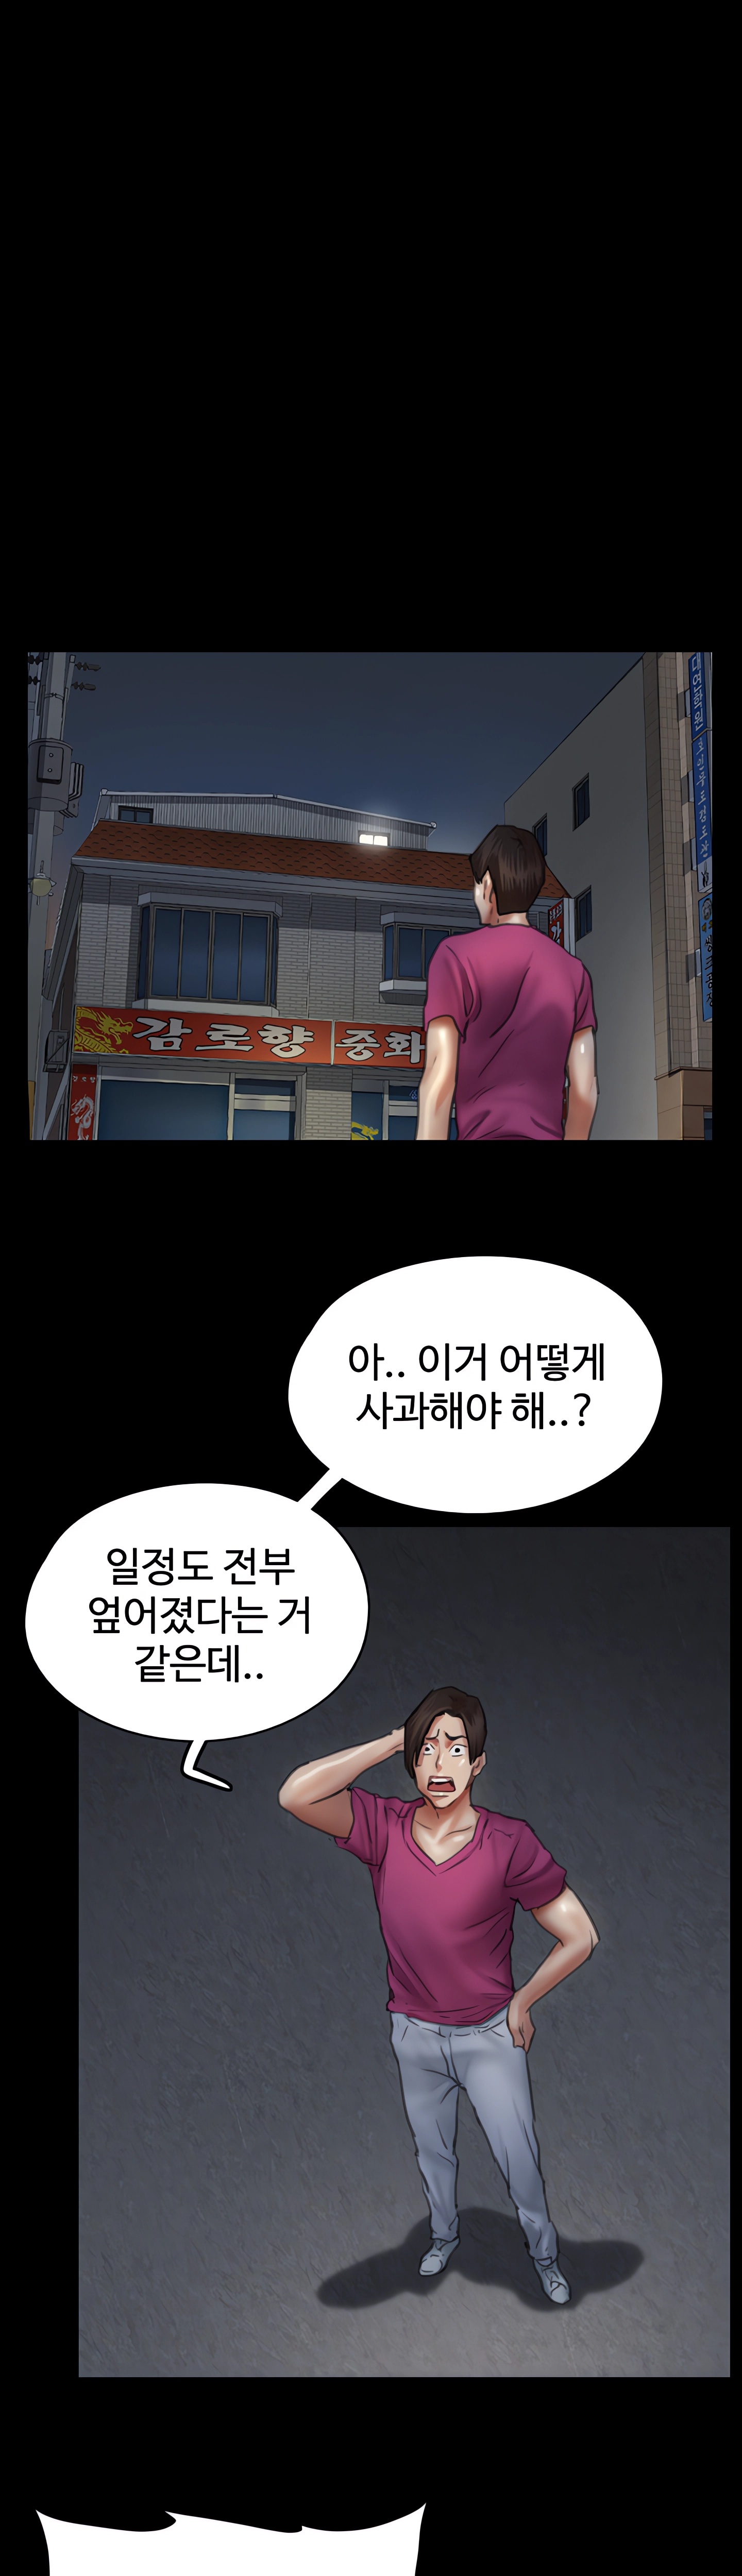 감로향 중화
아.. 이거 어떻게
사과해야 해..?
일정도 전부
엎어졌다는 거
같은데..